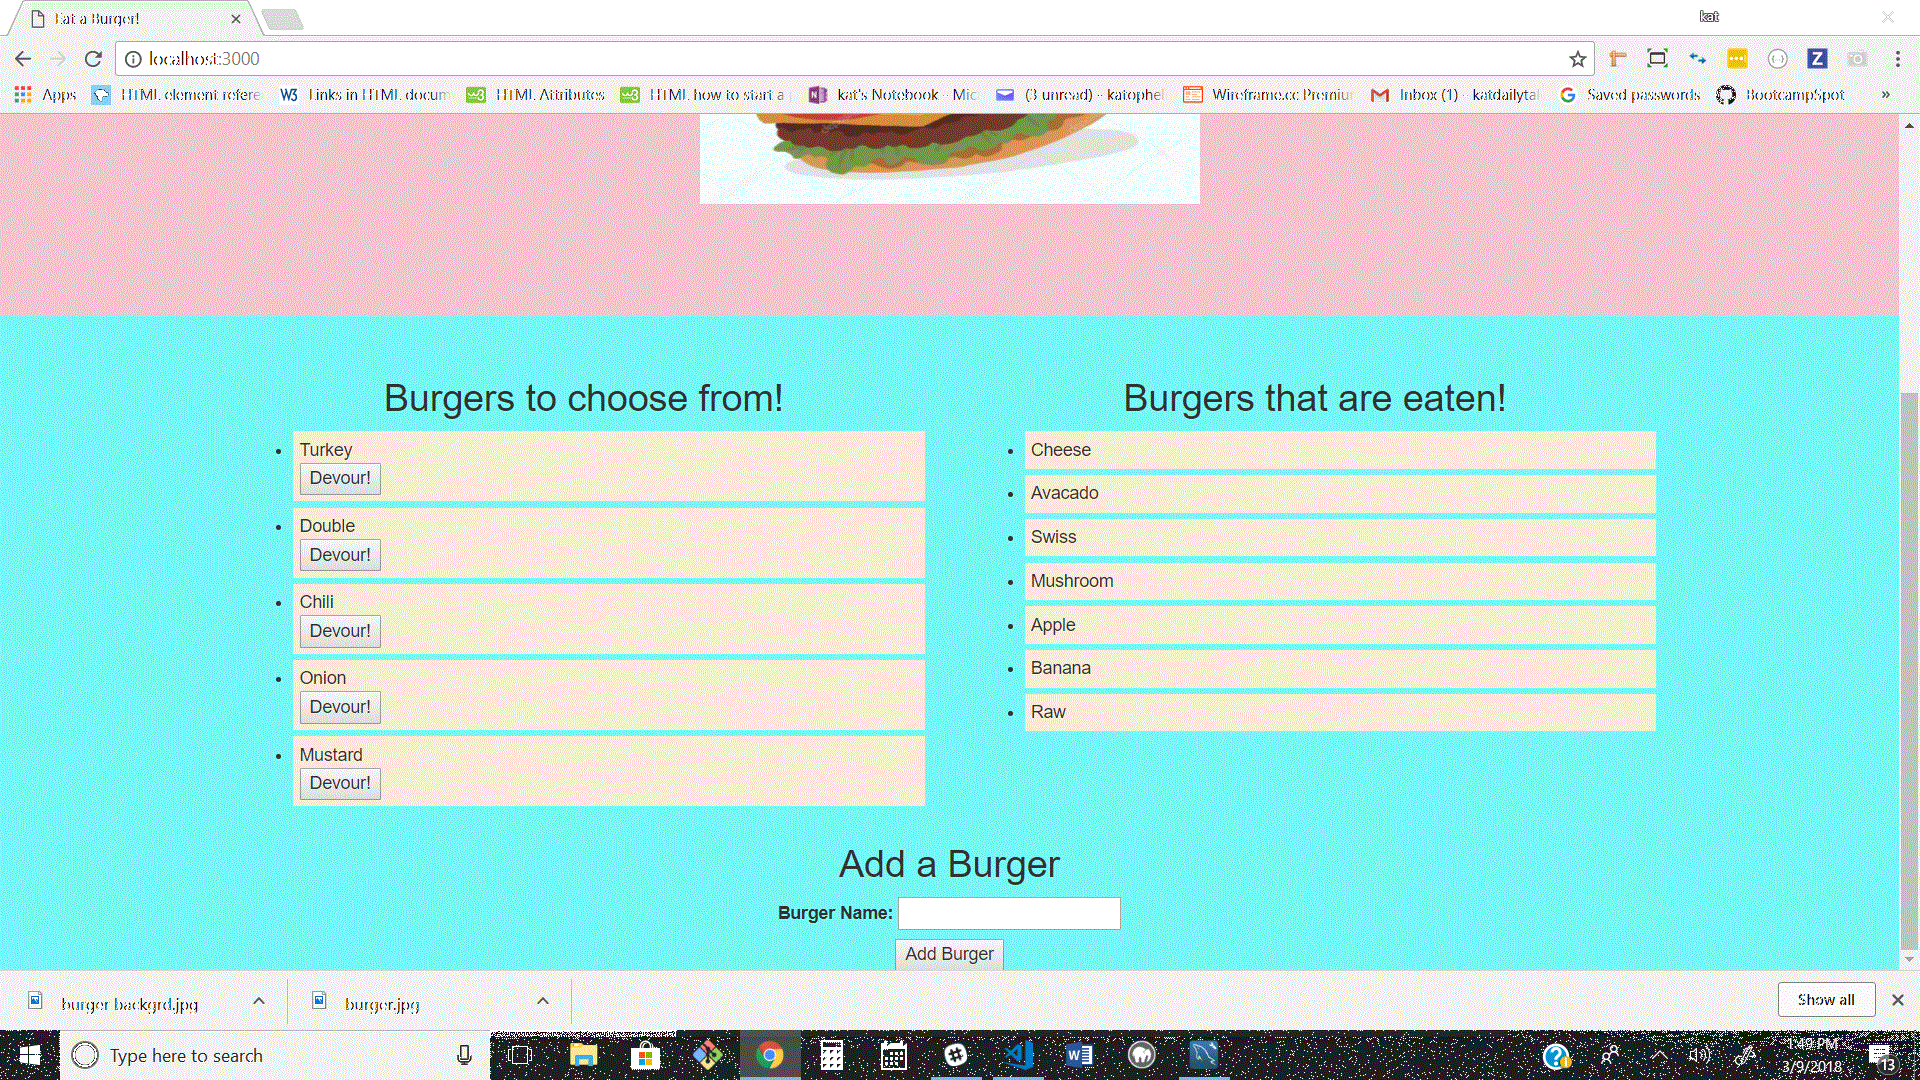 Eat a Burger!
kat
localhost:3000
Apps HTML element refere W3 Links in HTML docum HTML Attributes HTML how to start a kat's Notebook - Mic (3 unread) - katophel Wireframe.cc Premium Inbox (1) - katdailytal Saved passwords BootcampSpot »
Burgers to choose from!
Turkey
Devour!
Double
Devour!
Chili
Devour!
Onion
Devour!
Mustard
Devour!
Burgers that are eaten!
Cheese
Avacado
Swiss
Mushroom
Apple
Banana
Raw
Add a Burger
Burger Name:
Add Burger
burger backgrd.jpg burger.jpg Show all
Type here to search
1:49 PM
3/9/2018
13